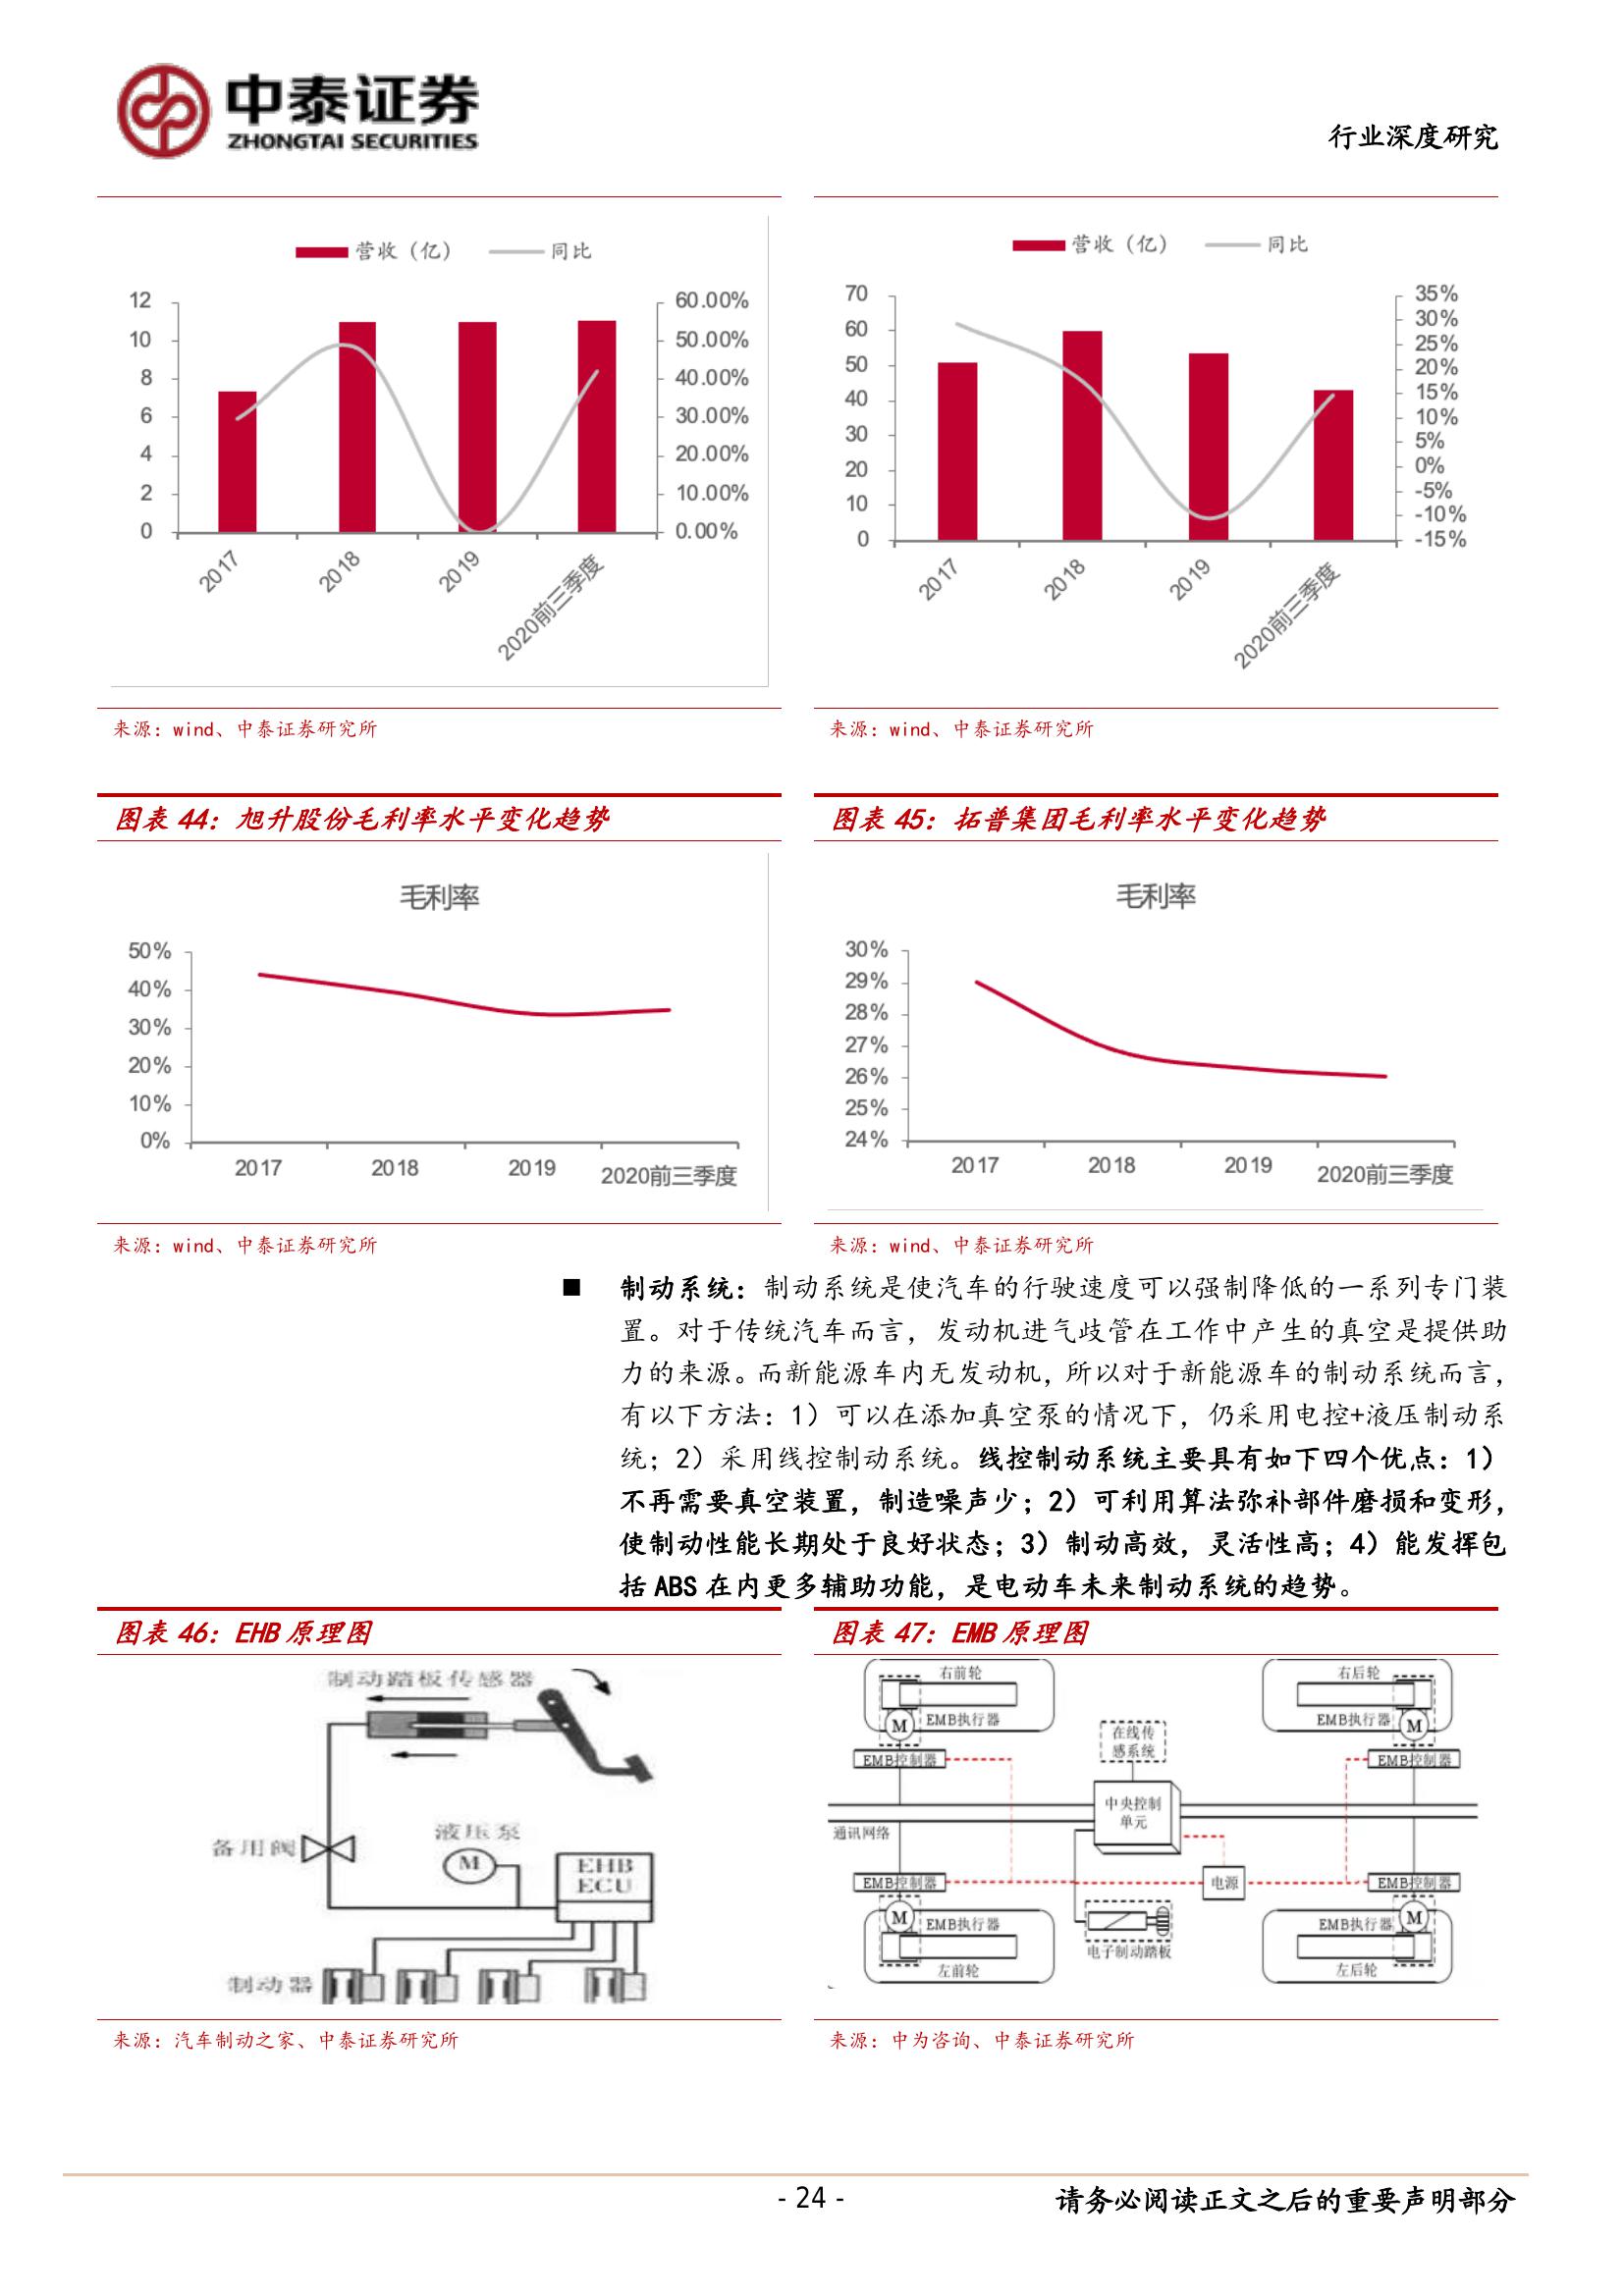 中泰证券
ZHONGTAI SECURITIES
行业深度研究
营收（亿） 同比
12
10
8
6
4
2
0
60.00%
50.00%
40.00%
30.00%
20.00%
10.00%
0.00%
2017 2018 2019 2020前三季度
来源：wind、中泰证券研究所
营收（亿） 同比
70
60
50
40
30
20
10
0
35%
30%
25%
20%
15%
10%
5%
0%
-5%
-10%
-15%
2017 2018 2019 2020前三季度
来源：wind、中泰证券研究所
图表 44：旭升股份毛利率水平变化趋势
毛利率
50%
40%
30%
20%
10%
0%
2017 2018 2019 2020前三季度
来源：wind、中泰证券研究所
图表 45：拓普集团毛利率水平变化趋势
毛利率
30%
29%
28%
27%
26%
25%
24%
2017 2018 2019 2020前三季度
来源：wind、中泰证券研究所
■ 制动系统：制动系统是使汽车的行驶速度可以强制降低的一系列专门装
置。对于传统汽车而言，发动机进气歧管在工作中产生的真空是提供助
力的来源。而新能源车内无发动机，所以对于新能源车的制动系统而言，
有以下方法：1）可以在添加真空泵的情况下，仍采用电控+液压制动系
统；2）采用线控制动系统。线控制动系统主要具有如下四个优点：1）
不再需要真空装置，制造噪声少；2）可利用算法弥补部件磨损和变形，
使制动性能长期处于良好状态；3）制动高效，灵活性高；4）能发挥包
括 ABS 在内更多辅助功能，是电动车未来制动系统的趋势。
图表 46：EHB 原理图
制动踏板传感器
备用阀
液压泵
M
EHB
ECU
制动器
来源：汽车制动之家、中泰证券研究所
图表 47：EMB 原理图
右前轮
M
EMB执行器
EMB控制器
右后轮
EMB执行器
M
EMB控制器
在线传
感系统
中央控制
单元
通讯网络
EMB控制器
电源
EMB控制器
M
EMB执行器
左前轮
电子制动踏板
EMB执行器
M
左后轮
来源：中为咨询、中泰证券研究所
- 24 -
请务必阅读正文之后的重要声明部分